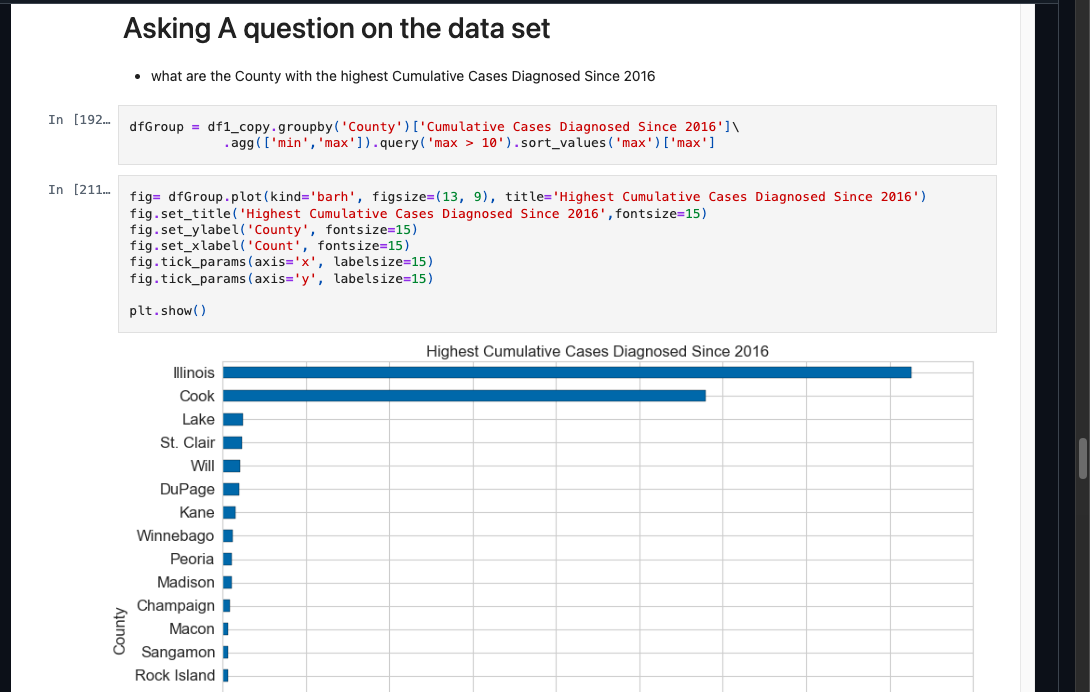 Asking A question on the data set
• what are the County with the highest Cumulative Cases Diagnosed Since 2016
In [192…
dfGroup = df1_copy.groupby('County')['Cumulative Cases Diagnosed Since 2016']\
.agg(['min','max']).query('max > 10').sort_values('max')['max']
In [211…
fig= dfGroup.plot(kind='barh', figsize=(13, 9), title='Highest Cumulative Cases Diagnosed Since 2016')
fig.set_title('Highest Cumulative Cases Diagnosed Since 2016',fontsize=15)
fig.set_ylabel('County', fontsize=15)
fig.set_xlabel('Count', fontsize=15)
fig.tick_params(axis='x', labelsize=15)
fig.tick_params(axis='y', labelsize=15)
plt.show()
Highest Cumulative Cases Diagnosed Since 2016
Illinois
Cook
Lake
St. Clair
Will
DuPage
Kane
Winnebago
Peoria
Madison
Champaign
Macon
Sangamon
Rock Island
County